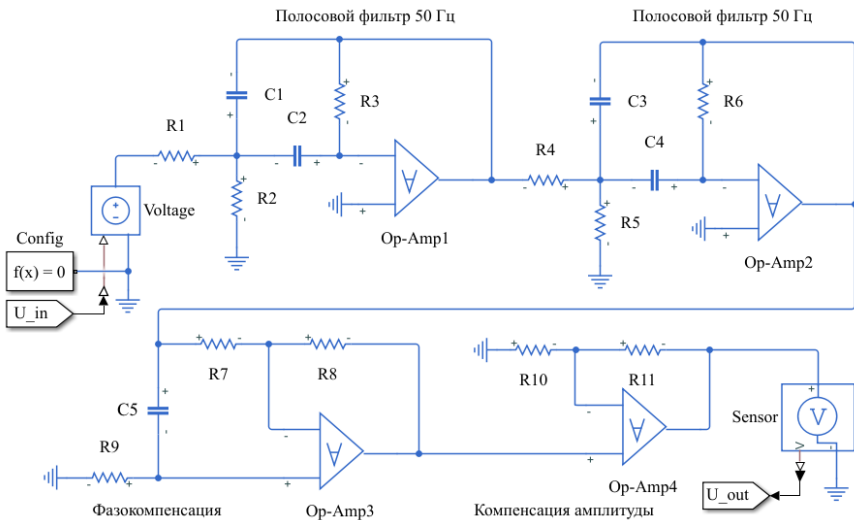 Полосовой фильтр 50 Гц
Полосовой фильтр 50 Гц
C1
R3
C3
R6
R1
C2
R4
C4
R2
Voltage
R5
Op-Amp1
Op-Amp2
Config
f(x) = 0
U_in
R7
R8
R10
R11
C5
Sensor
V
R9
V
Op-Amp4
U_out
Фазокомпенсация
Op-Amp3
Компенсация амплитуды